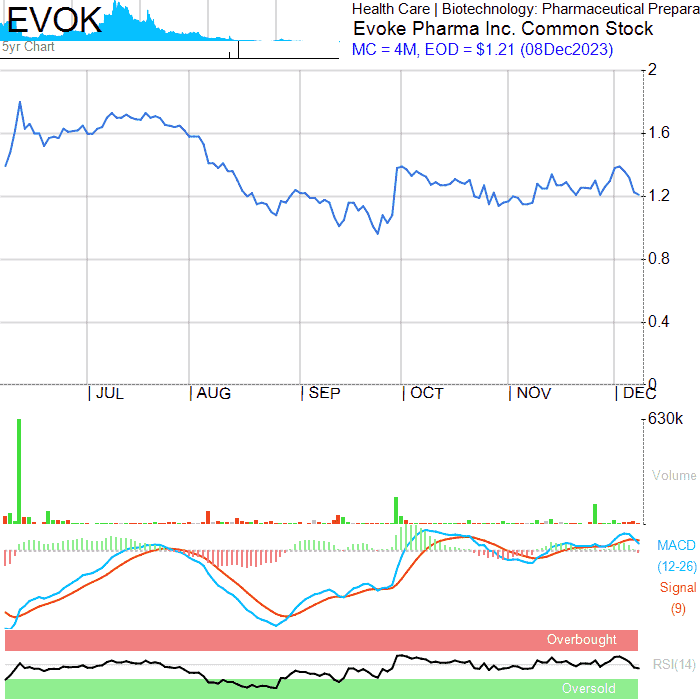 EVOK
5yr Chart
Health Care | Biotechnology: Pharmaceutical Prepara
Evoke Pharma Inc. Common Stock
MC = 4M, EOD = $1.21 (08Dec2023)
2
1.6
1.2
0.8
0.4
0
JUL AUG SEP OCT NOV DEC
630k
Volume
MACD
(12-26)
Signal
(9)
Overbought
RSI(14)
Oversold